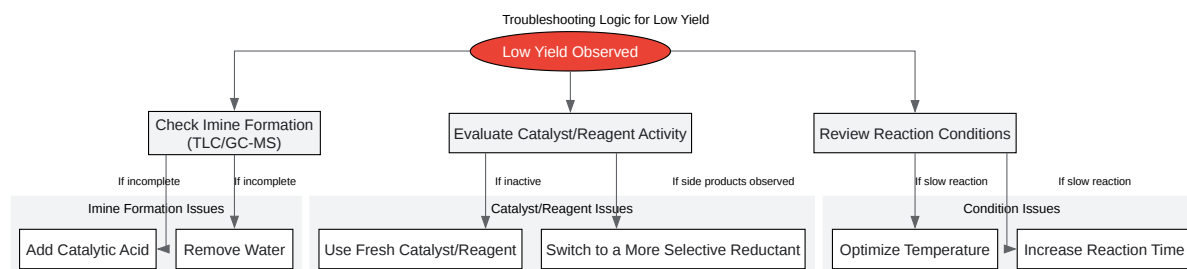 Troubleshooting Logic for Low Yield
Low Yield Observed
Check Imine Formation
(TLC/GC-MS)
Evaluate Catalyst/Reagent Activity
Review Reaction Conditions
If incomplete
If incomplete
If inactive
If side products observed
If slow reaction
If slow reaction
Imine Formation Issues
Catalyst/Reagent Issues
Condition Issues
Add Catalytic Acid
Remove Water
Use Fresh Catalyst/Reagent
Switch to a More Selective Reductant
Optimize Temperature
Increase Reaction Time